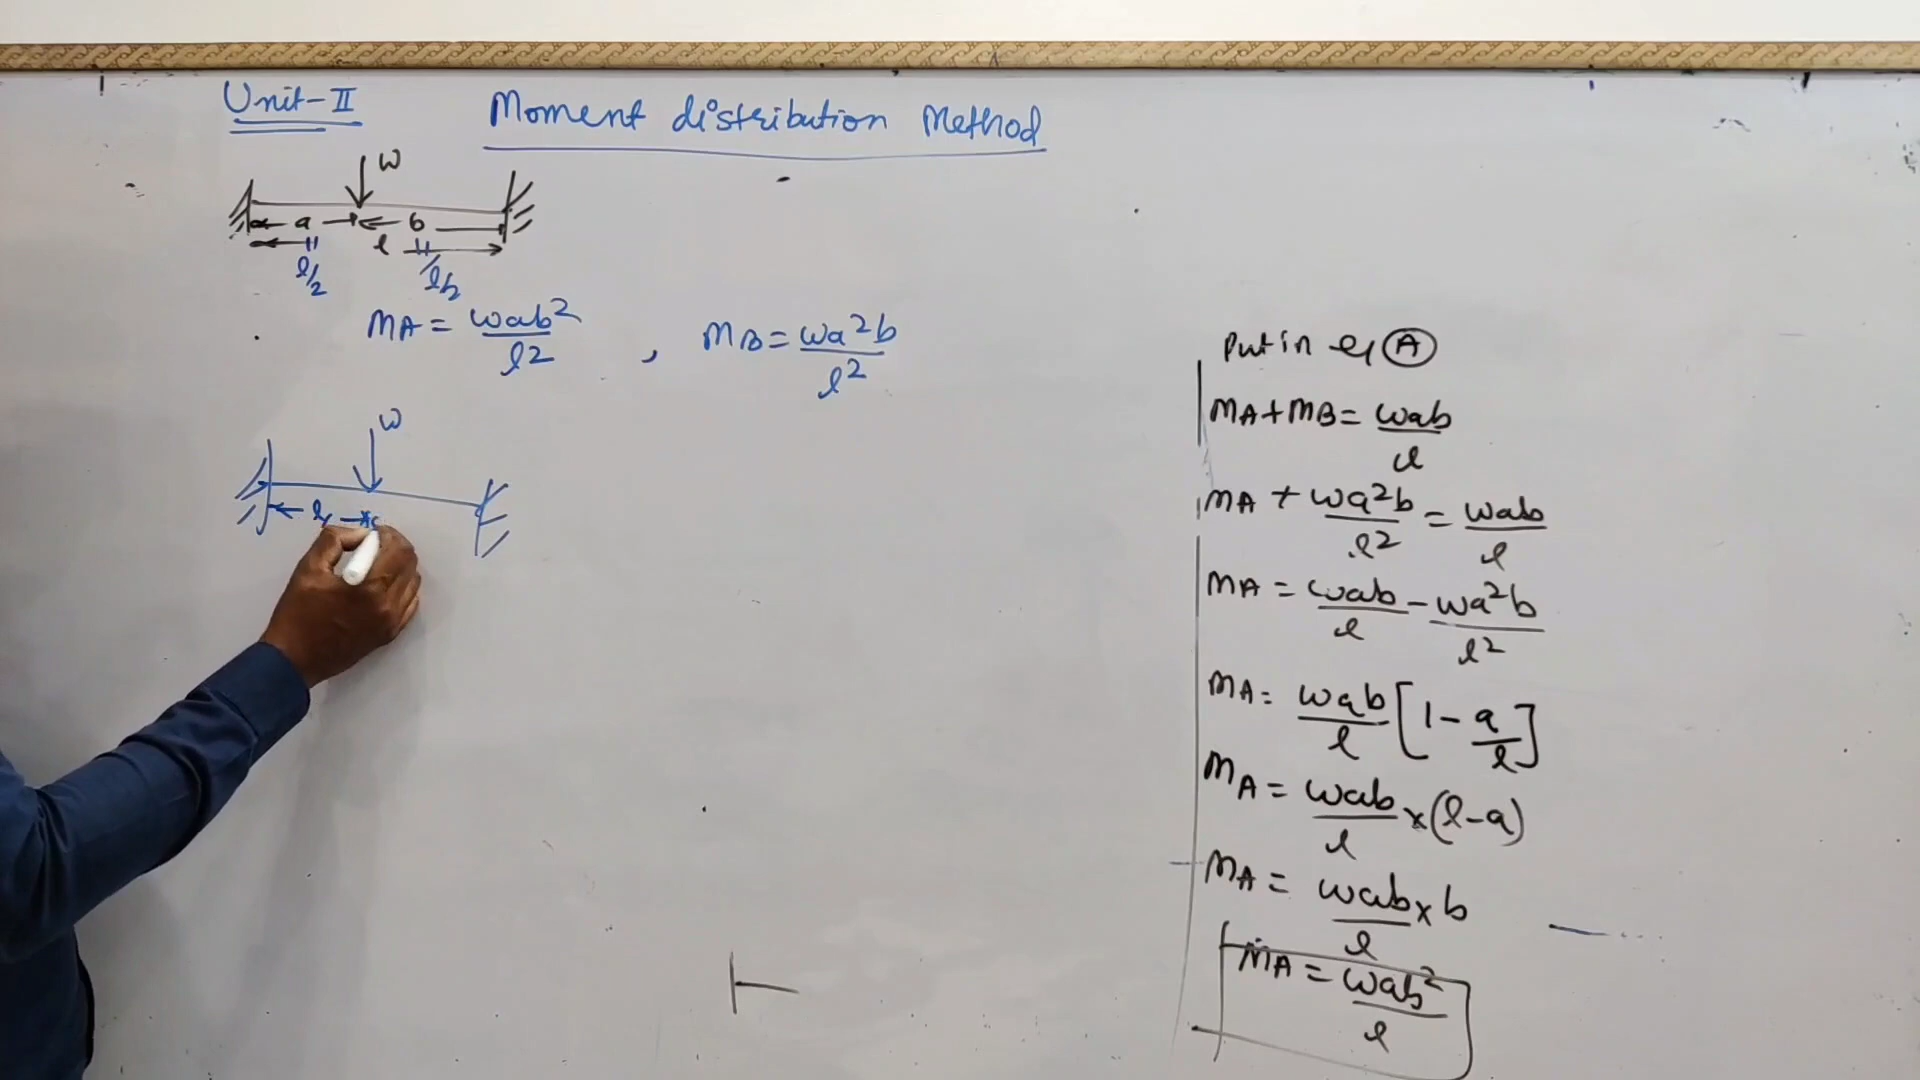 Unit-II
Moment distribution Method
w
a b
l
l/2 l/2
MA = wab²/l² , MB = wa²b/l²
w
Put in eq (A)
MA+MB = wab/l
MA + wa²b/l² = wab/l
MA = wab/l - wa²b/l²
MA = wab/l [1 - a/l]
MA = wab/l × (l-a)
MA = wab/l × b
MA = wab²/l